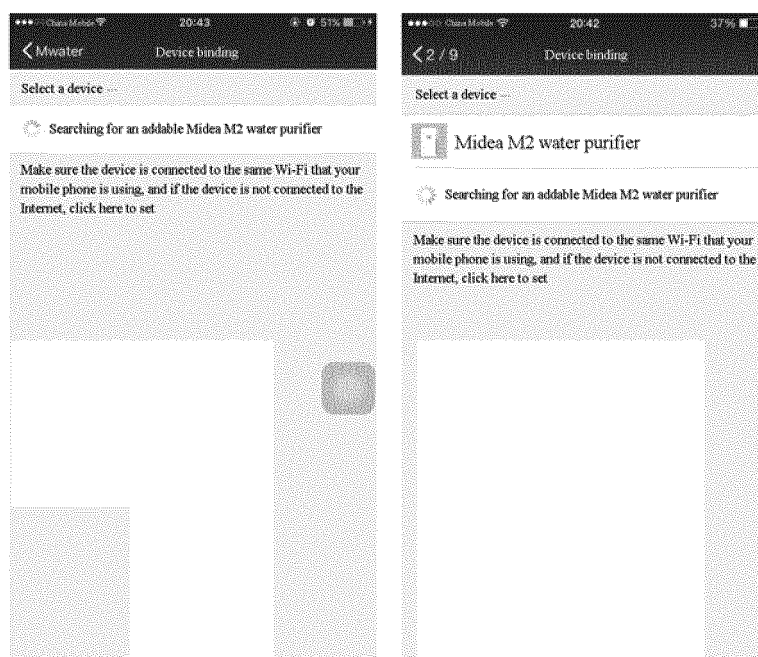 China Mobile 20:43 51%
Mwater Device binding
Select a device ···
Searching for an addable Midea M2 water purifier
Make sure the device is connected to the same Wi-Fi that your
mobile phone is using, and if the device is not connected to the
Internet, click here to set
China Mobile 20:42 37%
2 / 9 Device binding
Select a device ···
Midea M2 water purifier
Searching for an addable Midea M2 water purifier
Make sure the device is connected to the same Wi-Fi that your
mobile phone is using, and if the device is not connected to the
Internet, click here to set